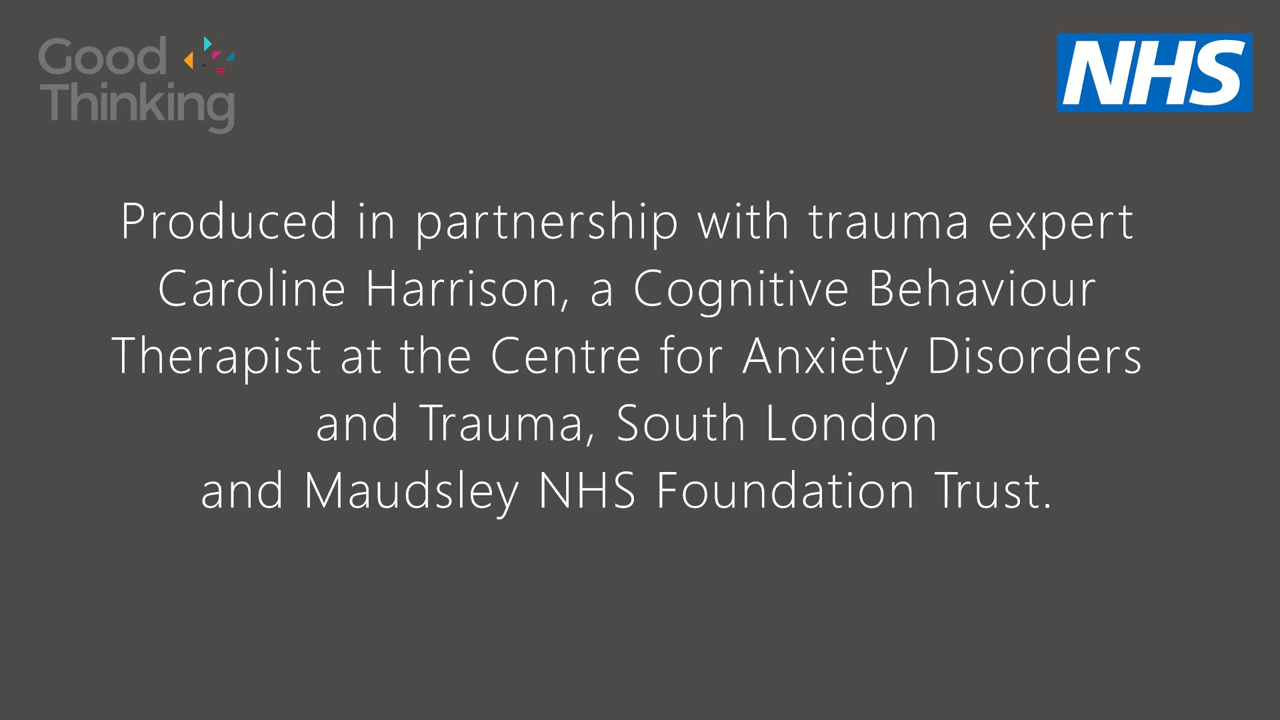 Good
Thinking
NHS
Produced in partnership with trauma expert
Caroline Harrison, a Cognitive Behaviour
Therapist at the Centre for Anxiety Disorders
and Trauma, South London
and Maudsley NHS Foundation Trust.